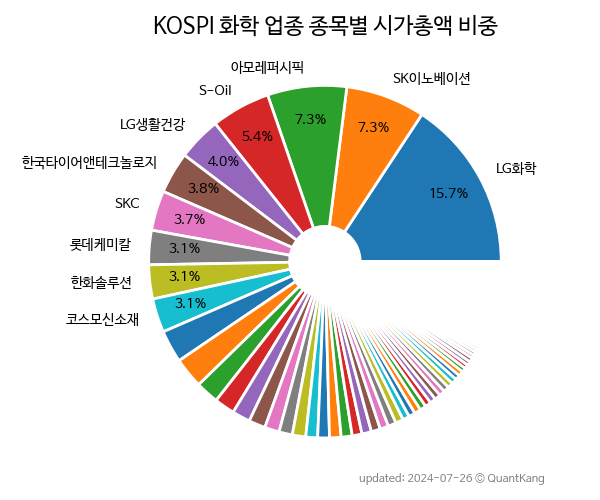 KOSPI 화학 업종 종목별 시가총액 비중
아모레퍼시픽
SK이노베이션
S-Oil
LG생활건강
한국타이어앤테크놀로지
LG화학
SKC
롯데케미칼
한화솔루션
코스모신소재
7.3%
7.3%
5.4%
4.0%
3.8%
15.7%
3.7%
3.1%
3.1%
3.1%
updated: 2024-07-26 ⓒ QuantKang